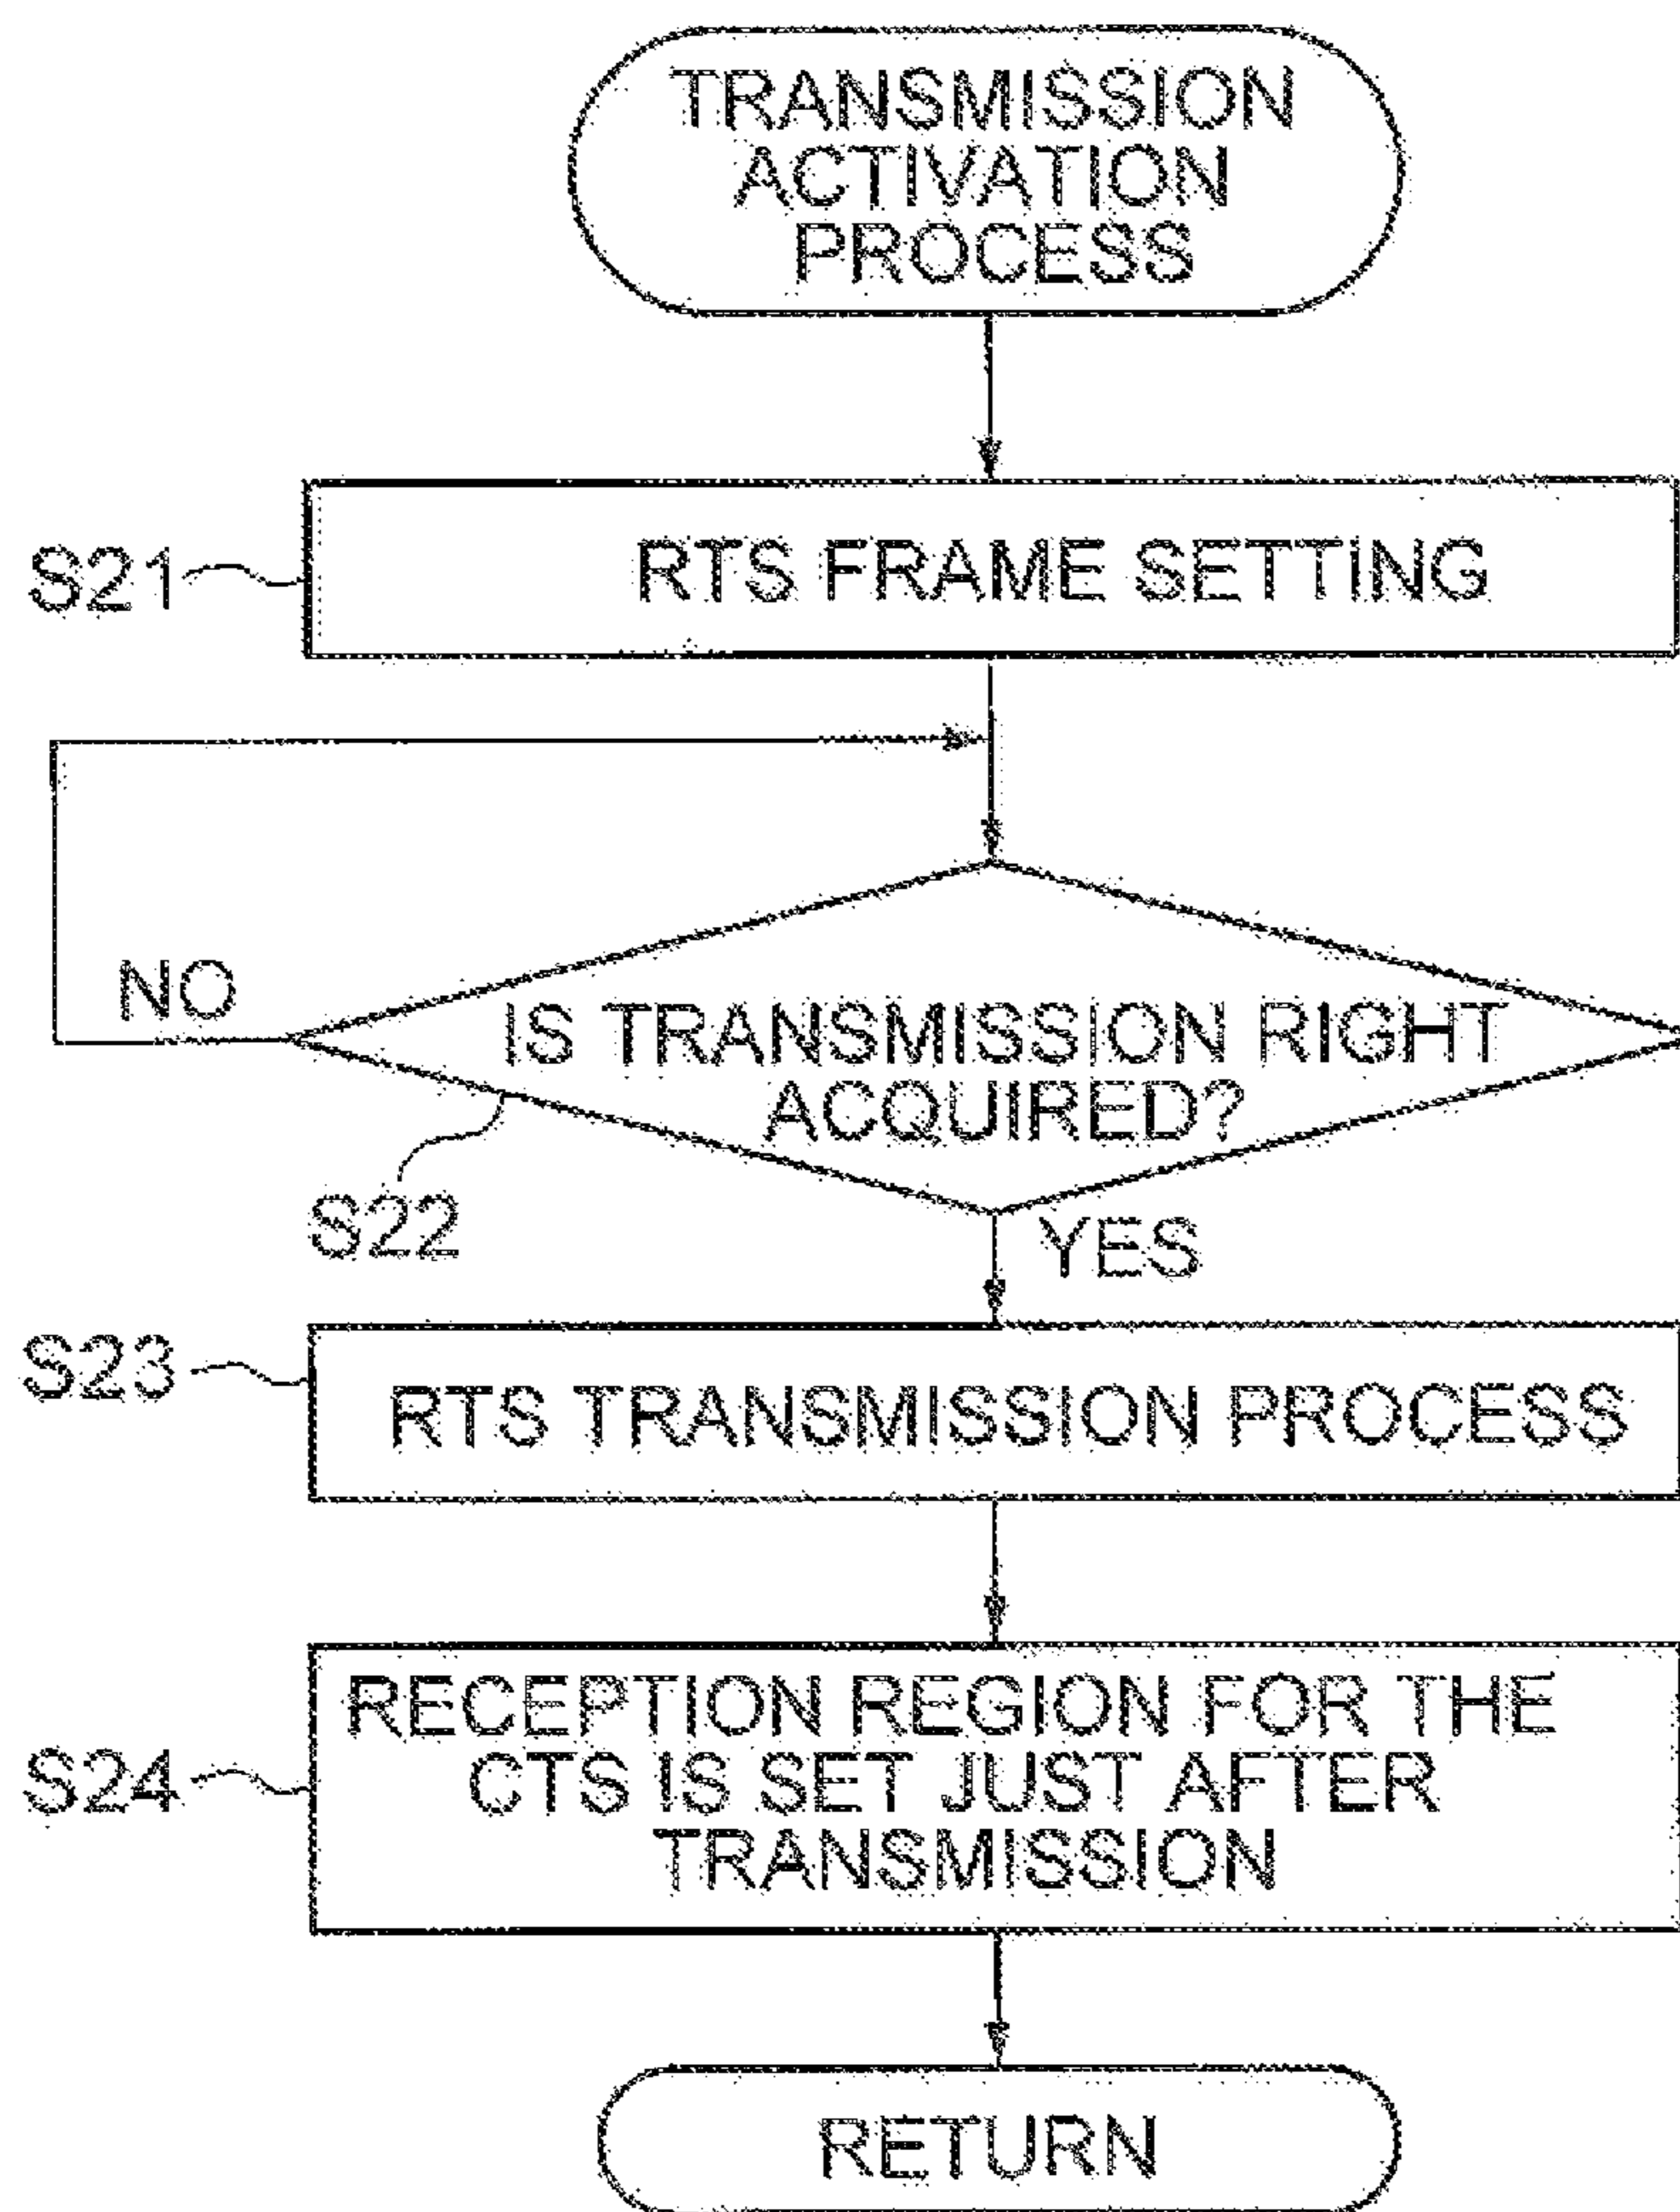 TRANSMISSION
ACTIVATION
PROCESS
S21
RTS FRAME SETTING
NO
IS TRANSMISSION RIGHT
ACQUIRED?
S22
YES
S23
RTS TRANSMISSION PROCESS
S24
RECEPTION REGION FOR THE
CTS IS SET JUST AFTER
TRANSMISSION
RETURN